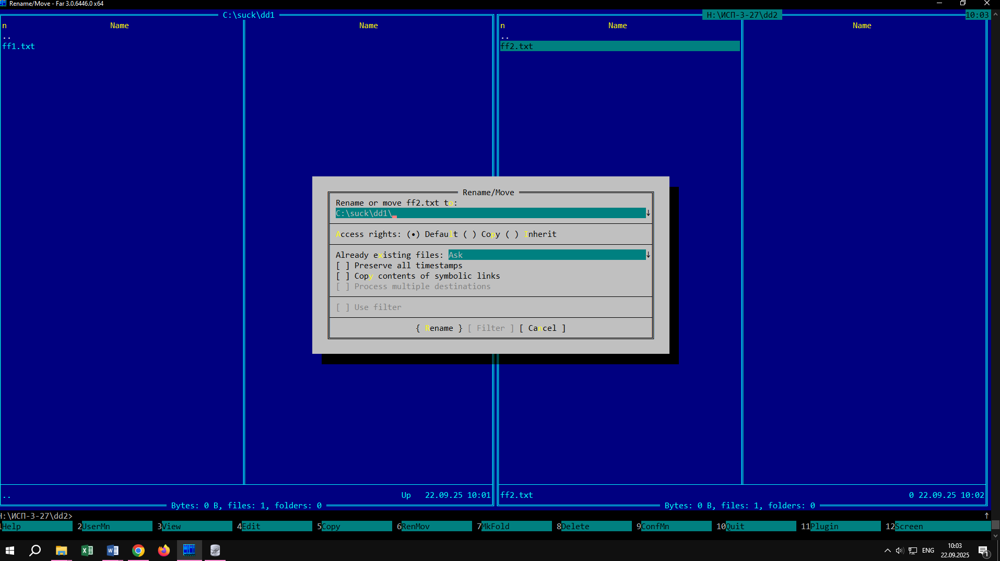 Rename/Move - Far 3.0.6446.0 x64
C:\suck\dd1
H:\ИСП-3-27\dd2
10:03
n Name Name n Name Name
.. ..
ff1.txt ff2.txt
Rename/Move
Rename or move ff2.txt to:
C:\suck\dd1\
Access rights: (•) Default ( ) Copy ( ) Inherit
Already existing files: Ask
[ ] Preserve all timestamps
[ ] Copy contents of symbolic links
[ ] Process multiple destinations
[ ] Use filter
{ Rename } [ Filter ] [ Cancel ]
.. Up 22.09.25 10:01 ff2.txt 0 22.09.25 10:02
Bytes: 0 B, files: 1, folders: 0 Bytes: 0 B, files: 1, folders: 0
H:\ИСП-3-27\dd2>
1Help 2UserMn 3View 4Edit 5Copy 6RenMov 7MkFold 8Delete 9ConfMn 10Quit 11Plugin 12Screen
ENG
10:03
22.09.2025
1